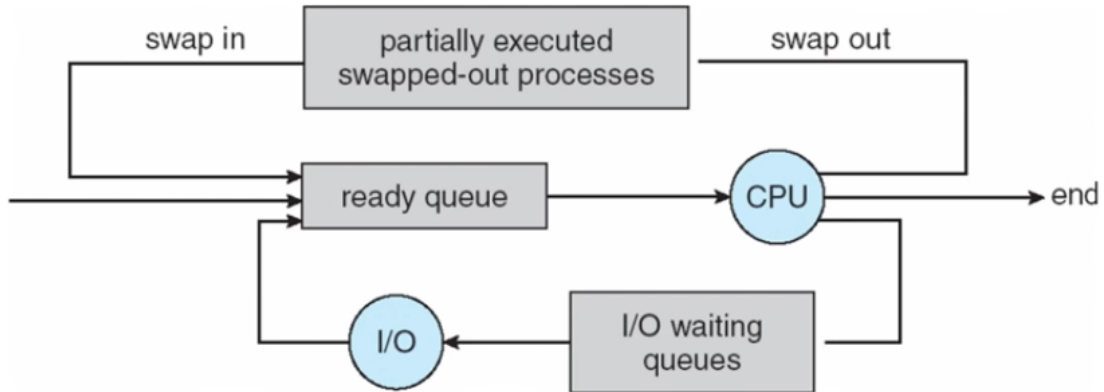 swap in
partially executed
swapped-out processes
swap out
ready queue
CPU
end
I/O
I/O waiting
queues